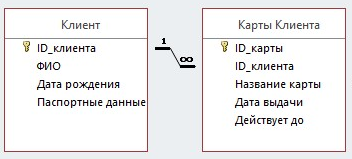 Клиент
ID_клиента
ФИО
Дата рождения
Паспортные данные
1
∞
Карты Клиента
ID_карты
ID_клиента
Название карты
Дата выдачи
Действует до